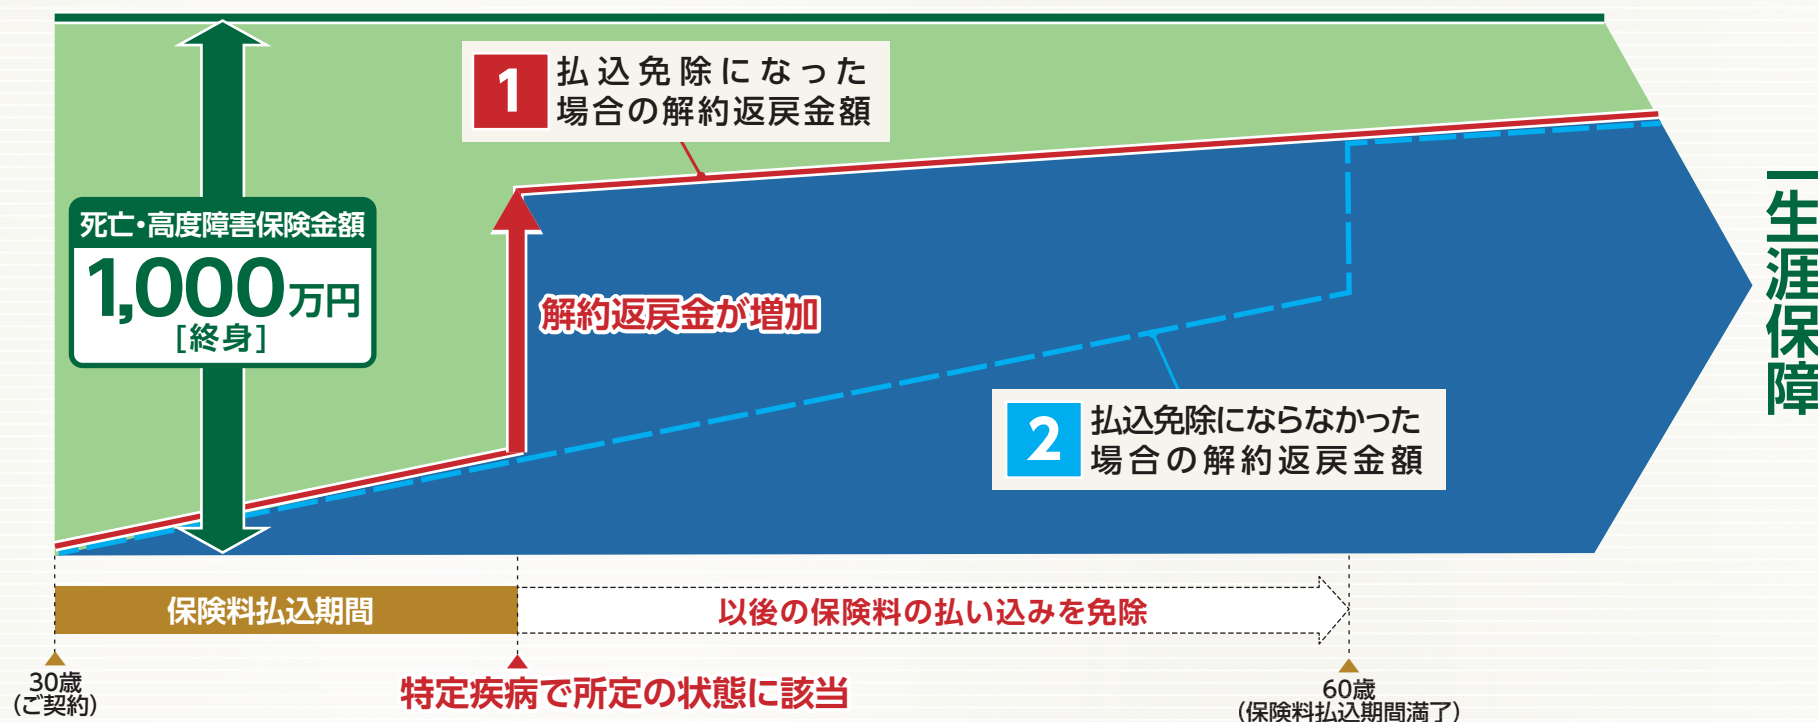 1
払込免除になった
場合の解約返戻金額
死亡・高度障害保険金額
1,000万円
[終身]
解約返戻金が増加
2
払込免除にならなかった
場合の解約返戻金額
一生涯保障
保険料払込期間
以後の保険料の払い込みを免除
30歳
(ご契約)
特定疾病で所定の状態に該当
60歳
(保険料払込期間満了)